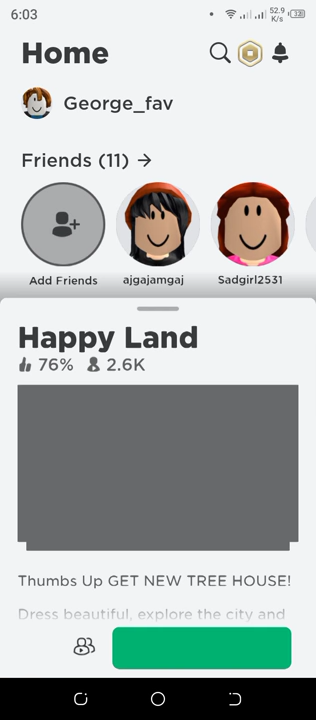 6:03
52.9
K/s
33
Home
George_fav
Friends (11) →
Add Friends
ajgajamgaj
Sadgirl2531
Happy Land
76%
2.6K
Thumbs Up GET NEW TREE HOUSE!
Dress beautiful, explore the city and